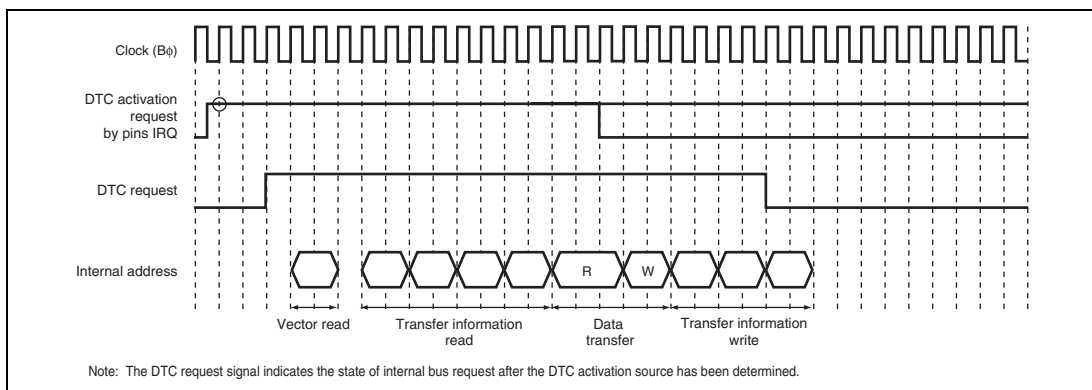 Clock (Bϕ)
DTC activation
request
by pins IRQ
DTC request
Internal address
R
W
Vector read
Transfer information
read
Data
transfer
Transfer information
write
Note: The DTC request signal indicates the state of internal bus request after the DTC activation source has been determined.